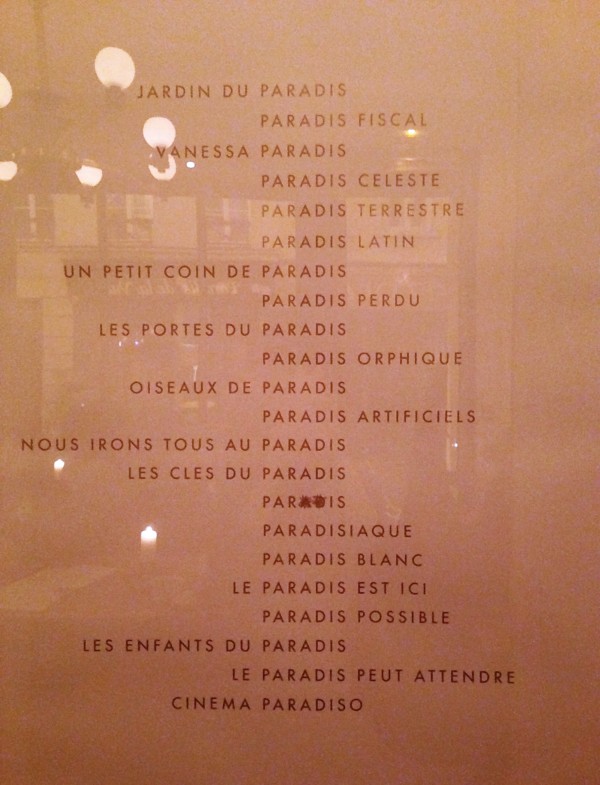 JARDIN DU PARADIS
PARADIS FISCAL
VANESSA PARADIS
PARADIS CELESTE
PARADIS TERRESTRE
PARADIS LATIN
UN PETIT COIN DE PARADIS
PARADIS PERDU
LES PORTES DU PARADIS
PARADIS ORPHIQUE
OISEAUX DE PARADIS
PARADIS ARTIFICIELS
NOUS IRONS TOUS AU PARADIS
LES CLES DU PARADIS
PARADISIAQUE
PARADIS BLANC
LE PARADIS EST ICI
PARADIS POSSIBLE
LES ENFANTS DU PARADIS
LE PARADIS PEUT ATTENDRE
CINEMA PARADISO